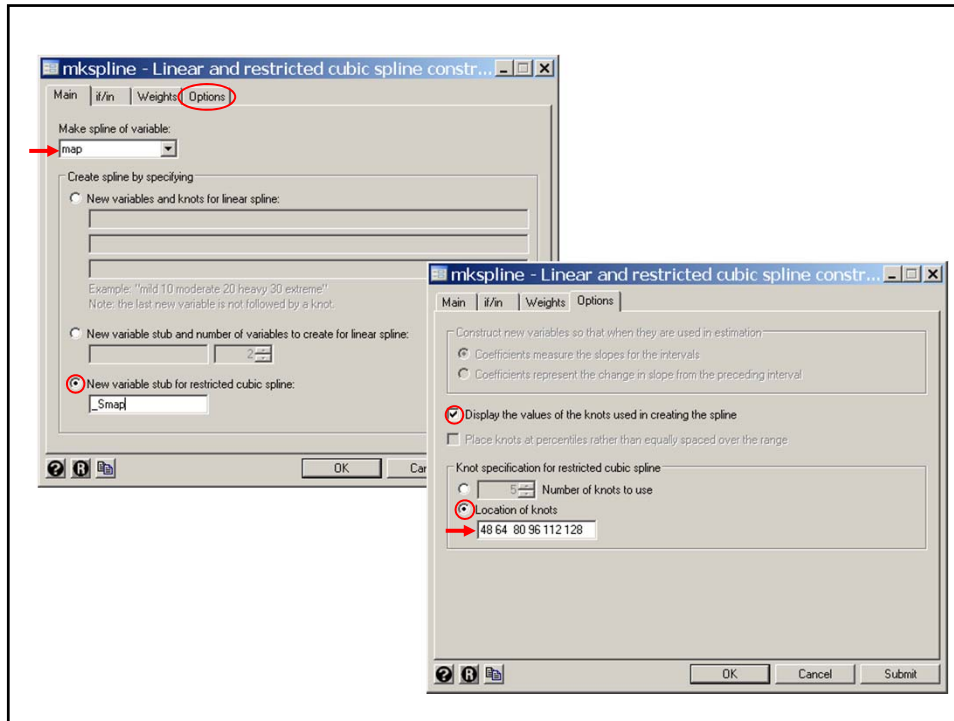 mkspline - Linear and restricted cubic spline constr...
Main if/in Weights Options
Make spline of variable:
map
Create spline by specifying
New variables and knots for linear spline:
Example: "mild 10 moderate 20 heavy 30 extreme"
Note: the last new variable is not followed by a knot.
New variable stub and number of variables to create for linear spline:
2
New variable stub for restricted cubic spline:
_Smap
OK
mkspline - Linear and restricted cubic spline constr...
Main if/in Weights Options
Construct new variables so that when they are used in estimation
Coefficients measure the slopes for the intervals
Coefficients represent the change in slope from the preceding interval
Display the values of the knots used in creating the spline
Place knots at percentiles rather than equally spaced over the range
Knot specification for restricted cubic spline
5 Number of knots to use
Location of knots
48 64 80 96 112 128
OK Cancel Submit